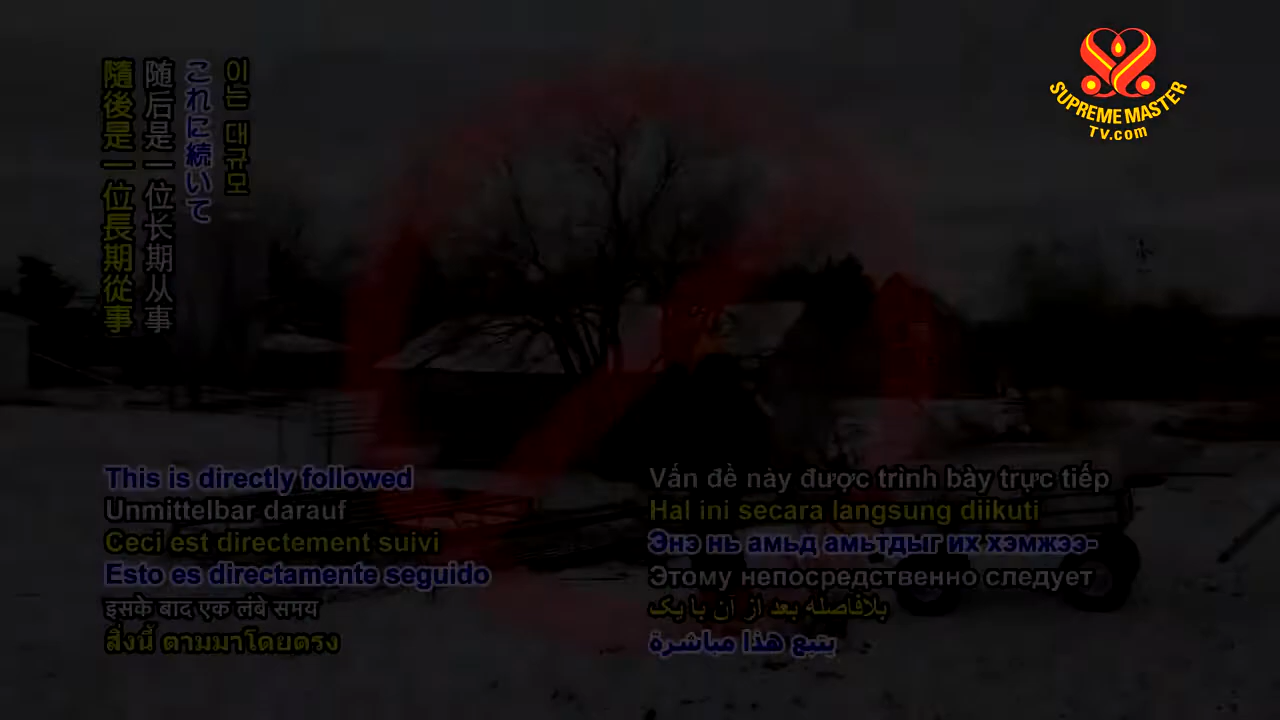 隨後是一位長期從事
随后是一位长期从事
これに続いて
이는 대규모
SUPREME MASTER
TV.com
This is directly followed
Unmittelbar darauf
Ceci est directement suivi
Esto es directamente seguido
इसके बाद एक लंबे समय
สิ่งนี้ ตามมาโดยตรง
Vấn đề này được trình bày trực tiếp
Hal ini secara langsung diikuti
Энэ нь амьд амьтдыг их хэмжээ-
Этому непосредственно следует
بلافاصله بعد از آن با یک
يتبع هذا مباشرة